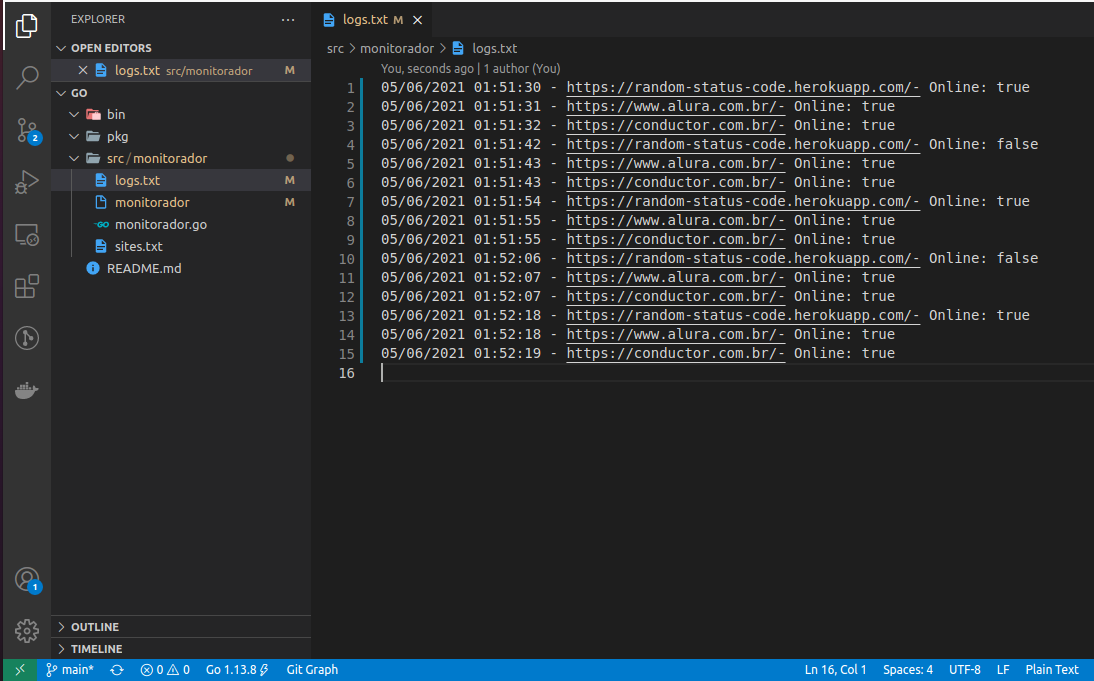 EXPLORER
OPEN EDITORS
logs.txt src/monitorador M
GO
bin
pkg
src/monitorador
logs.txt M
monitorador M
monitorador.go
sites.txt
README.md
OUTLINE
TIMELINE
logs.txt M
src > monitorador > logs.txt
You, seconds ago | 1 author (You)
1 05/06/2021 01:51:30 - https://random-status-code.herokuapp.com/- Online: true
2 05/06/2021 01:51:31 - https://www.alura.com.br/- Online: true
3 05/06/2021 01:51:32 - https://conductor.com.br/- Online: true
4 05/06/2021 01:51:42 - https://random-status-code.herokuapp.com/- Online: false
5 05/06/2021 01:51:43 - https://www.alura.com.br/- Online: true
6 05/06/2021 01:51:43 - https://conductor.com.br/- Online: true
7 05/06/2021 01:51:54 - https://random-status-code.herokuapp.com/- Online: true
8 05/06/2021 01:51:55 - https://www.alura.com.br/- Online: true
9 05/06/2021 01:51:55 - https://conductor.com.br/- Online: true
10 05/06/2021 01:52:06 - https://random-status-code.herokuapp.com/- Online: false
11 05/06/2021 01:52:07 - https://www.alura.com.br/- Online: true
12 05/06/2021 01:52:07 - https://conductor.com.br/- Online: true
13 05/06/2021 01:52:18 - https://random-status-code.herokuapp.com/- Online: true
14 05/06/2021 01:52:18 - https://www.alura.com.br/- Online: true
15 05/06/2021 01:52:19 - https://conductor.com.br/- Online: true
16
2
1
main* 0 0 Go 1.13.8 Git Graph Ln 16, Col 1 Spaces: 4 UTF-8 LF Plain Text